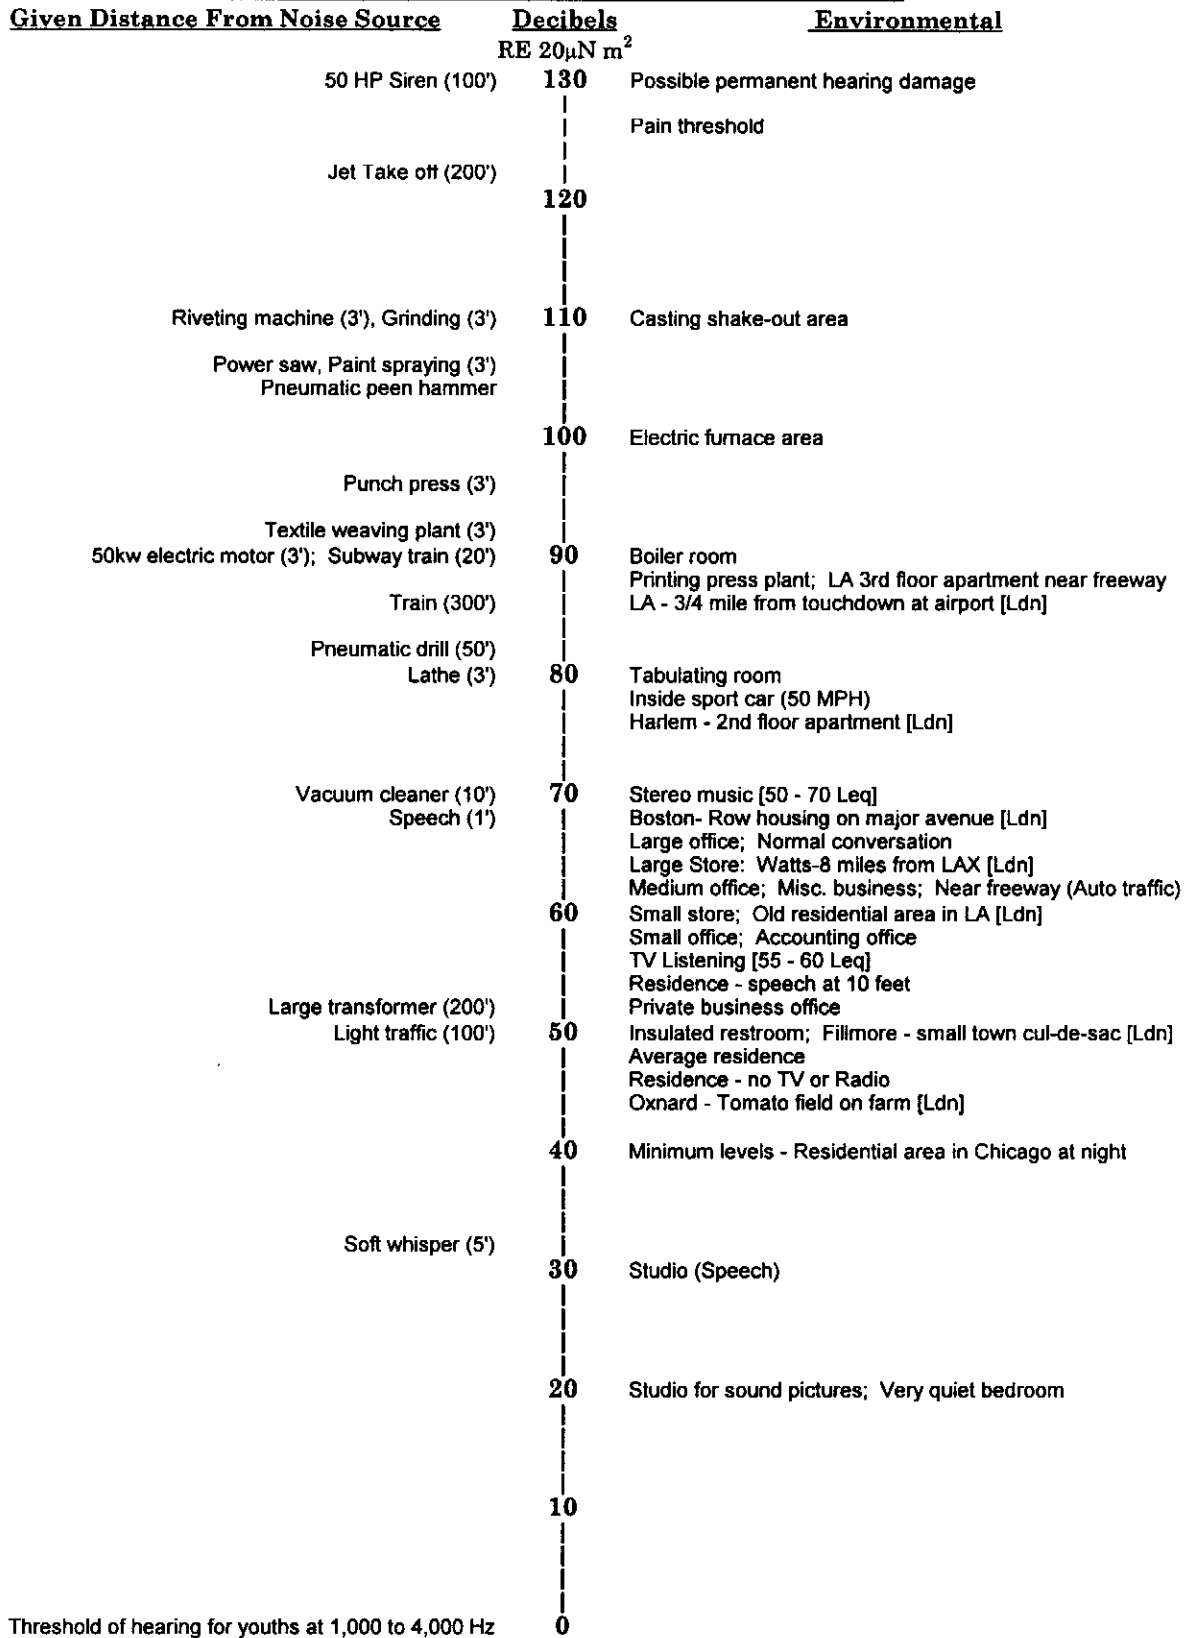 Given Distance From Noise Source Decibels Environmental
RE 20µN m²
50 HP Siren (100') 130 Possible permanent hearing damage
Pain threshold
Jet Take off (200')
120
Riveting machine (3'), Grinding (3') 110 Casting shake-out area
Power saw, Paint spraying (3')
Pneumatic peen hammer
100 Electric furnace area
Punch press (3')
Textile weaving plant (3')
50kw electric motor (3'); Subway train (20') 90 Boiler room
Printing press plant; LA 3rd floor apartment near freeway
Train (300') LA - 3/4 mile from touchdown at airport [Ldn]
Pneumatic drill (50')
Lathe (3') 80 Tabulating room
Inside sport car (50 MPH)
Harlem - 2nd floor apartment [Ldn]
Vacuum cleaner (10') 70 Stereo music [50 - 70 Leq]
Speech (1') Boston- Row housing on major avenue [Ldn]
Large office; Normal conversation
Large Store: Watts-8 miles from LAX [Ldn]
Medium office; Misc. business; Near freeway (Auto traffic)
60 Small store; Old residential area in LA [Ldn]
Small office; Accounting office
TV Listening [55 - 60 Leq]
Residence - speech at 10 feet
Large transformer (200') Private business office
Light traffic (100') 50 Insulated restroom; Fillmore - small town cul-de-sac [Ldn]
Average residence
Residence - no TV or Radio
Oxnard - Tomato field on farm [Ldn]
40 Minimum levels - Residential area in Chicago at night
Soft whisper (5')
30 Studio (Speech)
20 Studio for sound pictures; Very quiet bedroom
10
Threshold of hearing for youths at 1,000 to 4,000 Hz 0